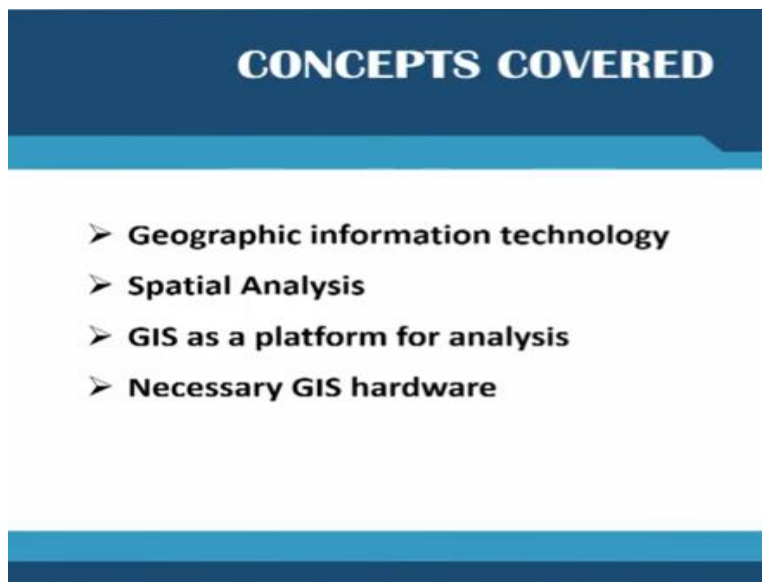 CONCEPTS COVERED
➢ Geographic information technology
➢ Spatial Analysis
➢ GIS as a platform for analysis
➢ Necessary GIS hardware